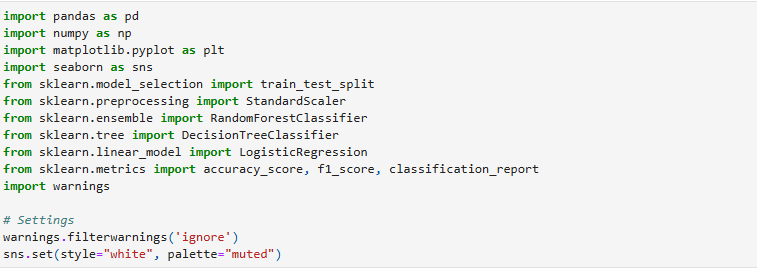 import pandas as pd
import numpy as np
import matplotlib.pyplot as plt
import seaborn as sns
from sklearn.model_selection import train_test_split
from sklearn.preprocessing import StandardScaler
from sklearn.ensemble import RandomForestClassifier
from sklearn.tree import DecisionTreeClassifier
from sklearn.linear_model import LogisticRegression
from sklearn.metrics import accuracy_score, f1_score, classification_report
import warnings

# Settings
warnings.filterwarnings('ignore')
sns.set(style="white", palette="muted")